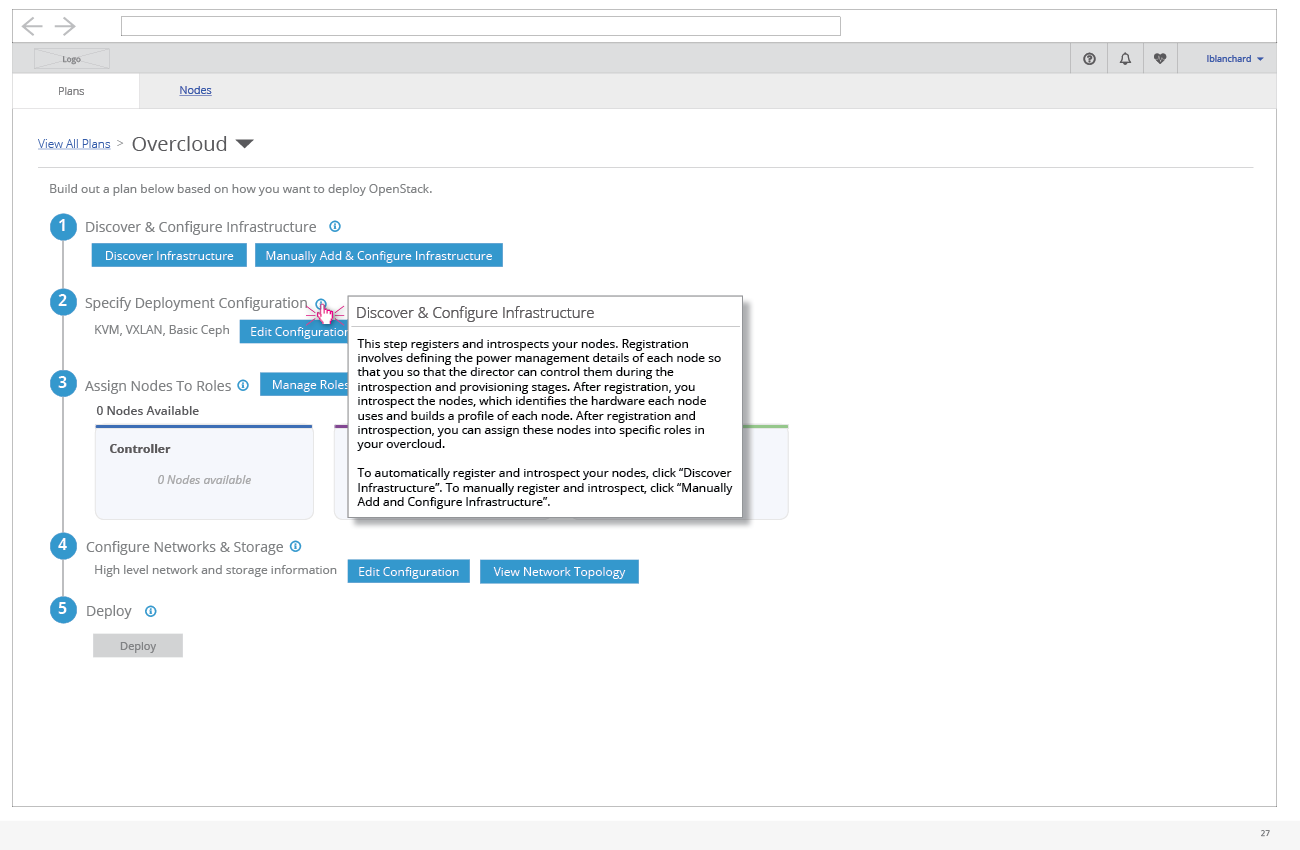 Logo
lblanchard
Plans
Nodes
View All Plans > Overcloud
Build out a plan below based on how you want to deploy OpenStack.
1 Discover & Configure Infrastructure
Discover Infrastructure
Manually Add & Configure Infrastructure
2 Specify Deployment Configuration
KVM, VXLAN, Basic Ceph
Edit Configuration
Discover & Configure Infrastructure
This step registers and introspects your nodes. Registration
involves defining the power management details of each node so
that you so that the director can control them during the
introspection and provisioning stages. After registration, you
introspect the nodes, which identifies the hardware each node
uses and builds a profile of each node. After registration and
introspection, you can assign these nodes into specific roles in
your overcloud.
To automatically register and introspect your nodes, click “Discover
Infrastructure”. To manually register and introspect, click “Manually
Add and Configure Infrastructure”.
3 Assign Nodes To Roles
Manage Roles
0 Nodes Available
Controller
0 Nodes available
4 Configure Networks & Storage
High level network and storage information
Edit Configuration
View Network Topology
5 Deploy
Deploy
27